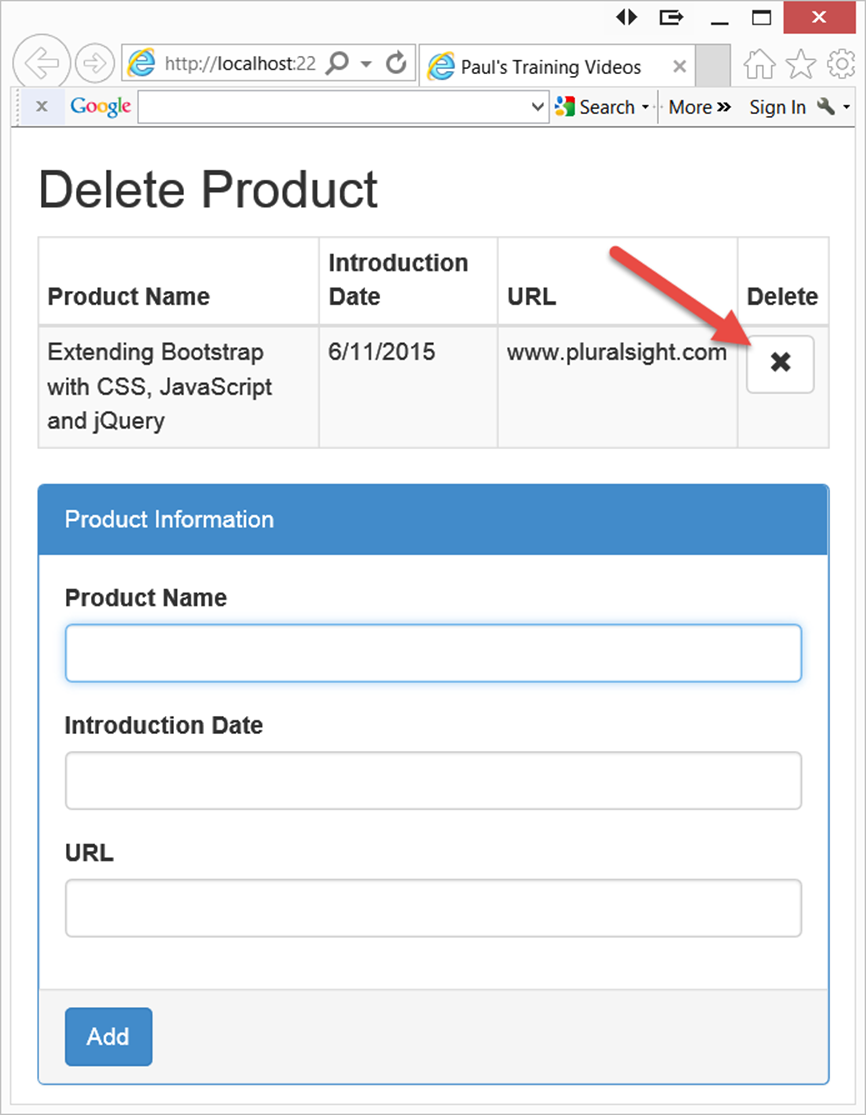 http://localhost:22
Paul's Training Videos
x Google Search More » Sign In
Delete Product
Product Name Introduction Date URL Delete
Extending Bootstrap with CSS, JavaScript and jQuery 6/11/2015 www.pluralsight.com
Product Information
Product Name
Introduction Date
URL
Add